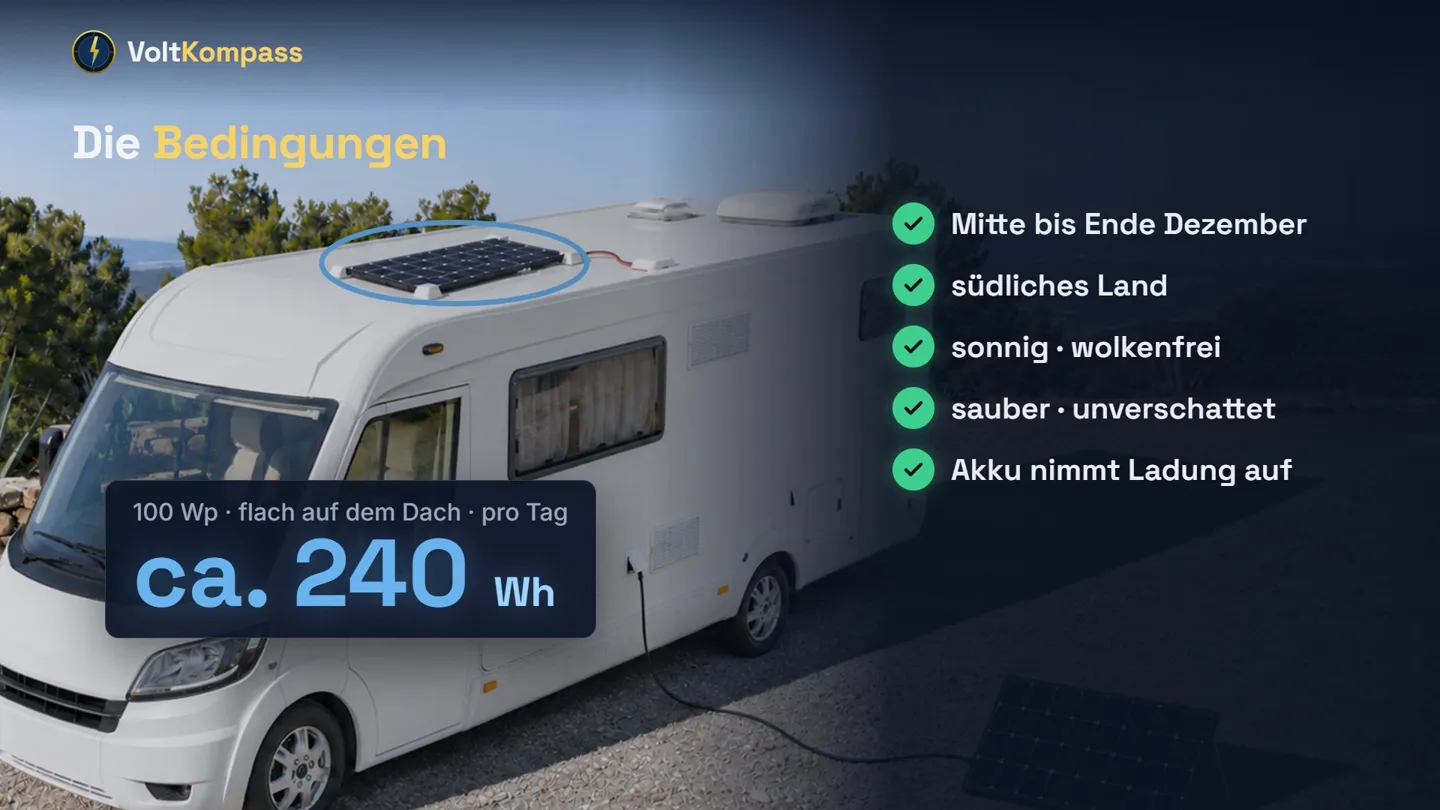 VoltKompass
Die Bedingungen
Mitte bis Ende Dezember
südliches Land
sonnig · wolkenfrei
sauber · unverschattet
Akku nimmt Ladung auf
100 Wp · flach auf dem Dach · pro Tag
ca. 240 Wh